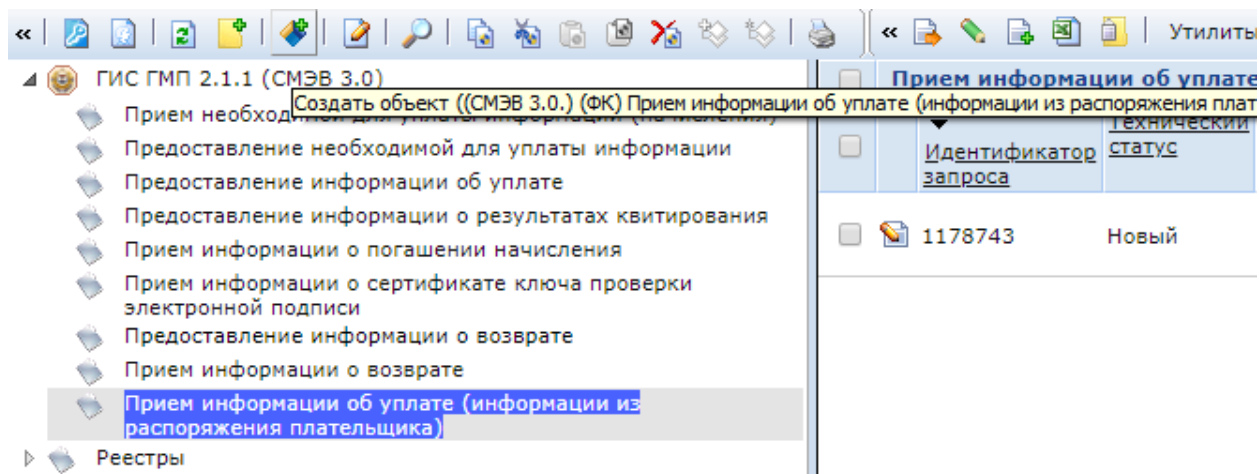 «
«
Утилиты
ГИС ГМП 2.1.1 (СМЭВ 3.0)
Прием информации об уплате
Создать объект ((СМЭВ 3.0.) (ФК) Прием информации об уплате (информации из распоряжения плат
Прием необходимой для уплаты информации (начисления)
Технический
статус
Идентификатор
запроса
Предоставление необходимой для уплаты информации
Предоставление информации об уплате
Предоставление информации о результатах квитирования
1178743 Новый
Прием информации о погашении начисления
Прием информации о сертификате ключа проверки
электронной подписи
Предоставление информации о возврате
Прием информации о возврате
Прием информации об уплате (информации из
распоряжения плательщика)
Реестры